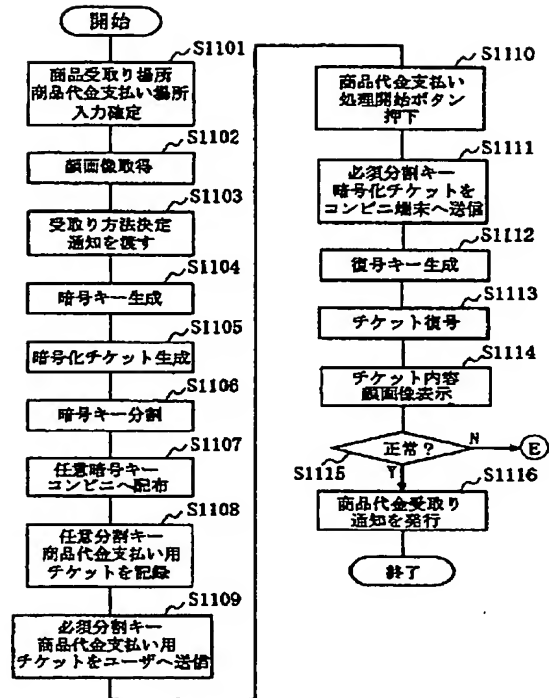 開始
S1101
商品受取り場所
商品代金支払い場所
入力確定
S1102
顔画像取得
S1103
受取り方法決定
通知を渡す
S1104
暗号キー生成
S1105
暗号化チケット生成
S1106
暗号キー分割
S1107
任意暗号キー
コンビニへ配布
S1108
任意分割キー
商品代金支払い用
チケットを記録
S1109
必須分割キー
商品代金支払い用
チケットをユーザへ送信
S1110
商品代金支払い
処理開始ボタン
押下
S1111
必須分割キー
暗号化チケットを
コンビニ端末へ送信
S1112
復号キー生成
S1113
チケット復号
S1114
チケット内容
顔画像表示
正常?
N
E
S1115
Y
S1116
商品代金受取り
通知を発行
終了